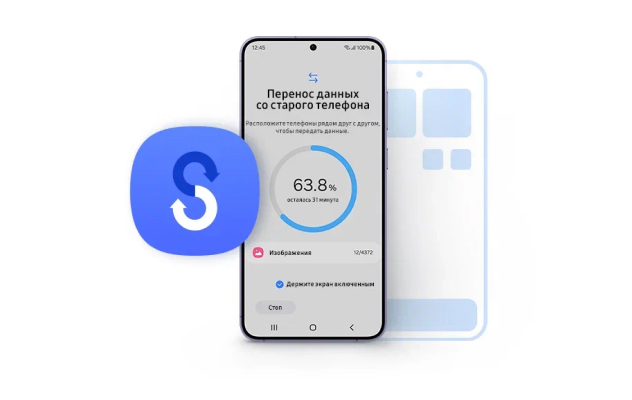 12:45
100%
Перенос данных
со старого телефона
Расположите телефоны рядом друг с другом,
чтобы передать данные.
63.8 %
осталась 31 минута
Изображения 12/4372
Держите экран включенным
Стоп